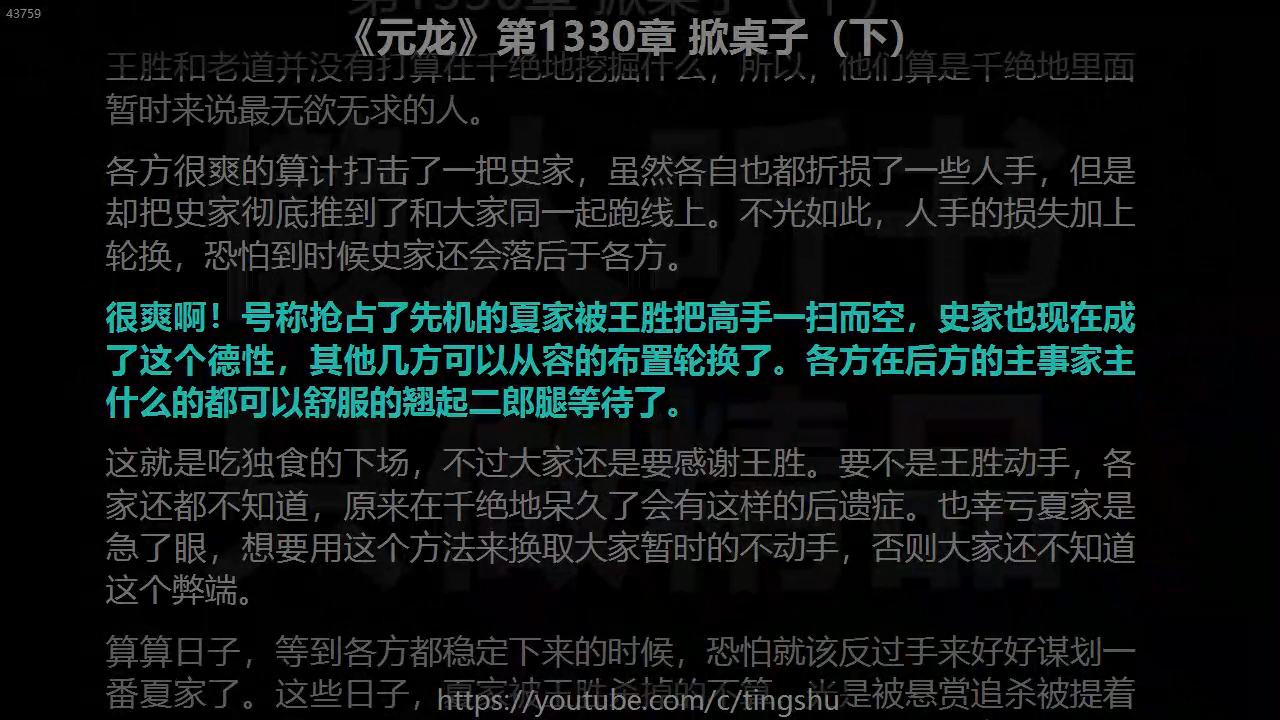 43759
《元龙》第1330章 掀桌子（下）
王胜和老道并没有打算在千绝地挖掘什么，所以，他们算是千绝地里面
暂时来说最无欲无求的人。
各方很爽的算计打击了一把史家，虽然各自也都折损了一些人手，但是
却把史家彻底推到了和大家同一起跑线上。不光如此，人手的损失加上
轮换，恐怕到时候史家还会落后于各方。
很爽啊！号称抢占了先机的夏家被王胜把高手一扫而空，史家也现在成
了这个德性，其他几方可以从容的布置轮换了。各方在后方的主事家主
什么的都可以舒服的翘起二郎腿等待了。
这就是吃独食的下场，不过大家还是要感谢王胜。要不是王胜动手，各
家还都不知道，原来在千绝地呆久了会有这样的后遗症。也幸亏夏家是
急了眼，想要用这个方法来换取大家暂时的不动手，否则大家还不知道
这个弊端。
算算日子，等到各方都稳定下来的时候，恐怕就该反过手来好好谋划一
番夏家了。这些日子，夏家被王胜杀掉的不算，光是被悬赏追杀被提着
https://youtube.com/c/tingshu
懒人听书
只做精品